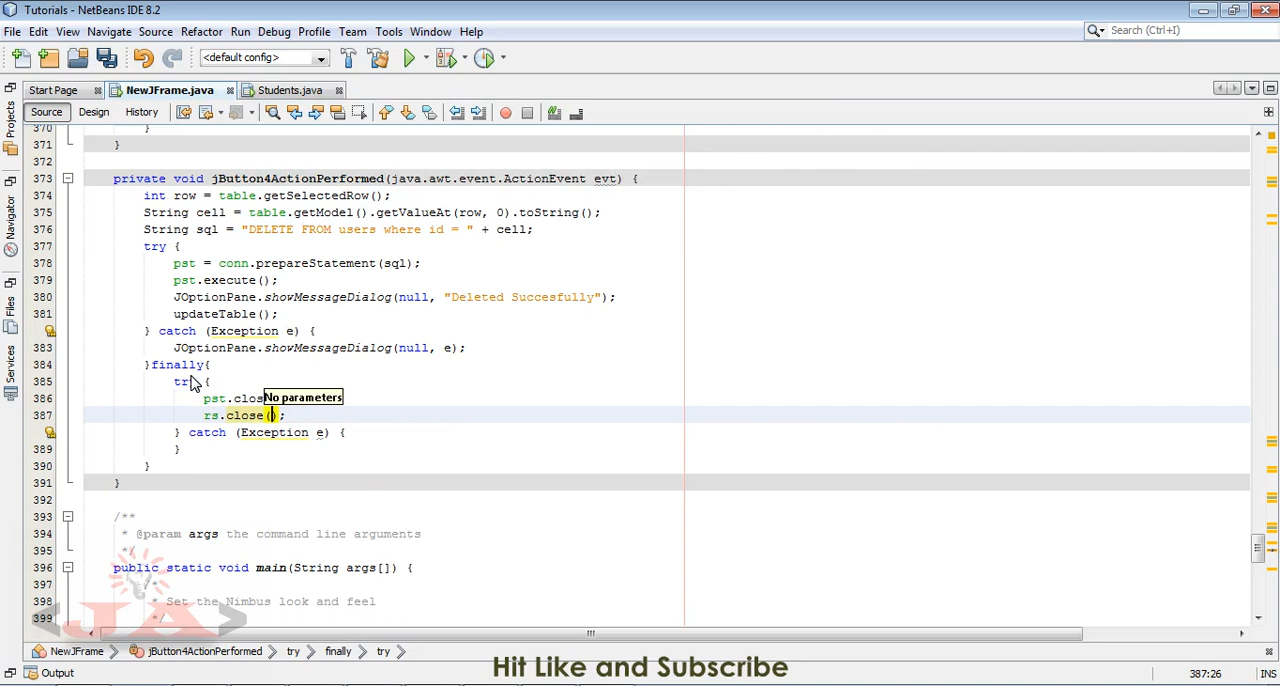 Tutorials - NetBeans IDE 8.2
File Edit View Navigate Source Refactor Run Debug Profile Team Tools Window Help
Search (Ctrl+I)
<default config>
Start Page NewJFrame.java Students.java
Source Design History
Projects
Navigator
Files
Services
370 }
371 }
372
373 private void jButton4ActionPerformed(java.awt.event.ActionEvent evt) {
374 int row = table.getSelectedRow();
375 String cell = table.getModel().getValueAt(row, 0).toString();
376 String sql = "DELETE FROM users where id = " + cell;
377 try {
378 pst = conn.prepareStatement(sql);
379 pst.execute();
380 JOptionPane.showMessageDialog(null, "Deleted Succesfully");
381 updateTable();
} catch (Exception e) {
383 JOptionPane.showMessageDialog(null, e);
384 }finally{
385 try {
386 pst.clos No parameters
387 rs.close();
} catch (Exception e) {
389 }
390 }
391 }
392
393 /**
394 * @param args the command line arguments
395 */
396 public static void main(String args[]) {
397 /*
398 * Set the Nimbus look and feel
399 */
<JA>
NewJFrame jButton4ActionPerformed try finally try
Hit Like and Subscribe
Output
387:26 INS